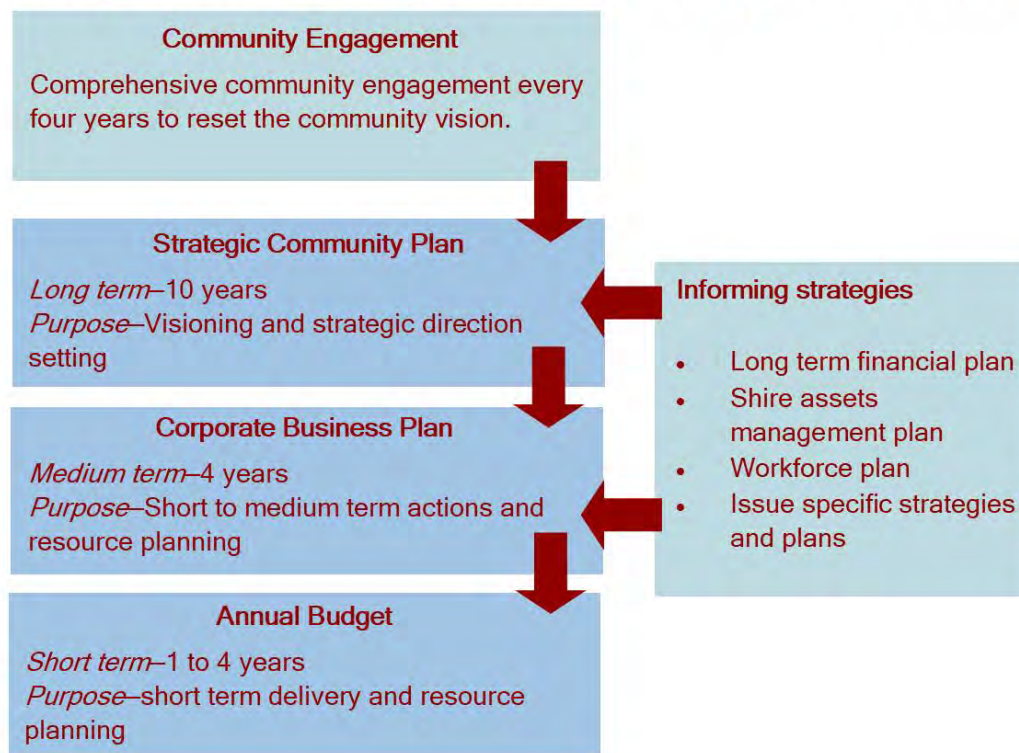 Community Engagement
Comprehensive community engagement every
four years to reset the community vision.
Strategic Community Plan
Long term–10 years
Purpose–Visioning and strategic direction
setting
Corporate Business Plan
Medium term–4 years
Purpose–Short to medium term actions and
resource planning
Annual Budget
Short term–1 to 4 years
Purpose–short term delivery and resource
planning
Informing strategies
• Long term financial plan
• Shire assets
management plan
• Workforce plan
• Issue specific strategies
and plans